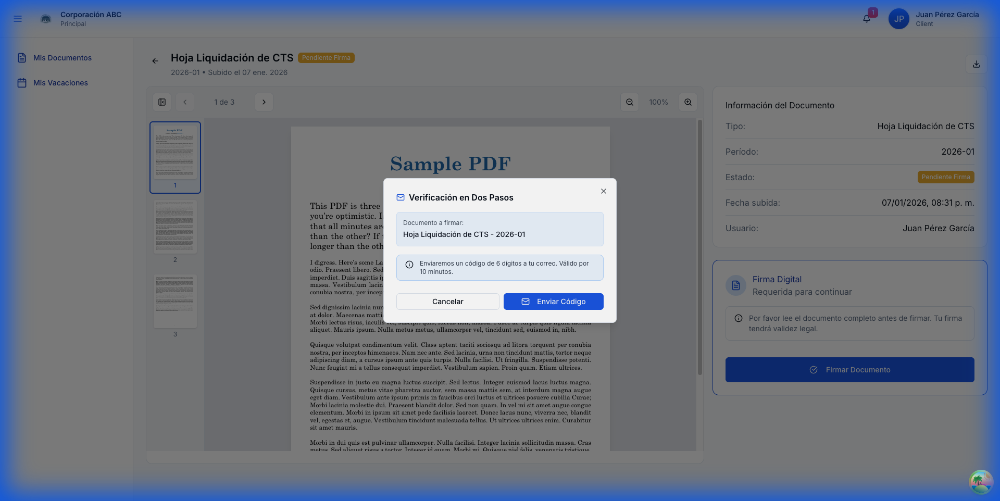 Corporación ABC
Principal
1
JP
Juan Pérez García
Client
Mis Documentos
Mis Vacaciones
Hoja Liquidación de CTS
Pendiente Firma
2026-01 • Subido el 07 ene. 2026
1 de 3
100%
Sample PDF
1
2
3
Sample PDF
This PDF is three
you're optimistic. I
that all minutes are
than the other? If t
longer than the oth
I digress. Here's some La
odio. Praesent libero. Sed
imperdiet. Duis sagittis ip
massa. Vestibulum lacin
conubia nostra, per incep
Sed dignissim lacinia nun
at dolor. Maecenas matti
Morbi lectus risus, iaculis vel, suscipit quis, luctus non, massa. Fusce ac turpis quis ligula lacinia
aliquet. Mauris ipsum. Nulla metus metus, ullamcorper vel, tincidunt sed, euismod in, nibh.
Quisque volutpat condimentum velit. Class aptent taciti sociosqu ad litora torquent per conubia
nostra, per inceptos himenaeos. Nam nec ante. Sed lacinia, urna non tincidunt mattis, tortor neque
adipiscing diam, a cursus ipsum ante quis turpis. Nulla facilisi. Ut fringilla. Suspendisse potenti.
Nunc feugiat mi a tellus consequat imperdiet. Vestibulum sapien. Proin quam. Etiam ultrices.
Suspendisse in justo eu magna luctus suscipit. Sed lectus. Integer euismod lacus luctus magna.
Quisque cursus, metus vitae pharetra auctor, sem massa mattis sem, at interdum magna augue
eget diam. Vestibulum ante ipsum primis in faucibus orci luctus et ultrices posuere cubilia Curae;
Morbi lacinia molestie dui. Praesent blandit dolor. Sed non quam. In vel mi sit amet augue congue
elementum. Morbi in ipsum sit amet pede facilisis laoreet. Donec lacus nunc, viverra nec, blandit
vel, egestas et, augue. Vestibulum tincidunt malesuada tellus. Ut ultrices ultrices enim. Curabitur
sit amet mauris.
Morbi in dui quis est pulvinar ullamcorper. Nulla facilisi. Integer lacinia sollicitudin massa. Cras
metus. Sed aliquet risus a tortor. Integer id quam. Morbi mi. Quisque nisl felis, venenatis tristique,
Verificación en Dos Pasos
Documento a firmar:
Hoja Liquidación de CTS - 2026-01
Enviaremos un código de 6 dígitos a tu correo. Válido por
10 minutos.
Cancelar
Enviar Código
Información del Documento
Tipo: Hoja Liquidación de CTS
Período: 2026-01
Estado: Pendiente Firma
Fecha subida: 07/01/2026, 08:31 p. m.
Usuario: Juan Pérez García
Firma Digital
Requerida para continuar
Por favor lee el documento completo antes de firmar. Tu firma
tendrá validez legal.
Firmar Documento